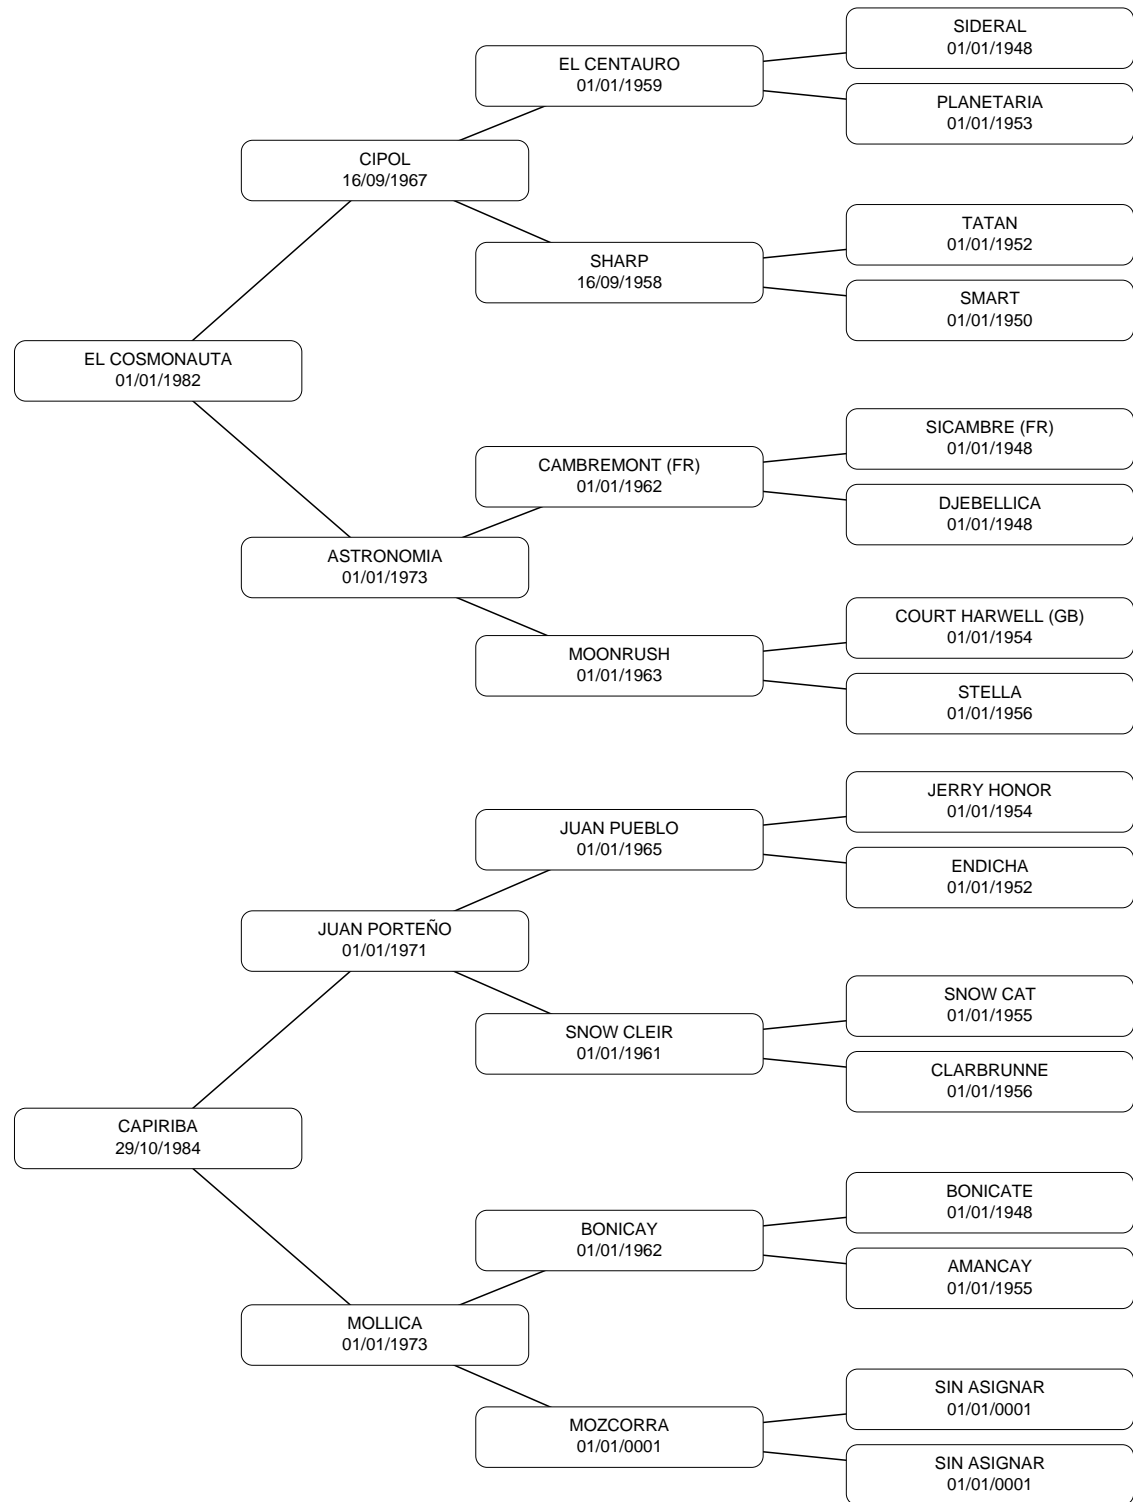 SIDERAL
01/01/1948
EL CENTAURO
01/01/1959
PLANETARIA
01/01/1953
CIPOL
16/09/1967
TATAN
01/01/1952
SHARP
16/09/1958
SMART
01/01/1950
EL COSMONAUTA
01/01/1982
SICAMBRE (FR)
01/01/1948
CAMBREMONT (FR)
01/01/1962
DJEBELLICA
01/01/1948
ASTRONOMIA
01/01/1973
COURT HARWELL (GB)
01/01/1954
MOONRUSH
01/01/1963
STELLA
01/01/1956
JERRY HONOR
01/01/1954
JUAN PUEBLO
01/01/1965
ENDICHA
01/01/1952
JUAN PORTEÑO
01/01/1971
SNOW CAT
01/01/1955
SNOW CLEIR
01/01/1961
CLARBRUNNE
01/01/1956
CAPIRIBA
29/10/1984
BONICATE
01/01/1948
BONICAY
01/01/1962
AMANCAY
01/01/1955
MOLLICA
01/01/1973
SIN ASIGNAR
01/01/0001
MOZCORRA
01/01/0001
SIN ASIGNAR
01/01/0001